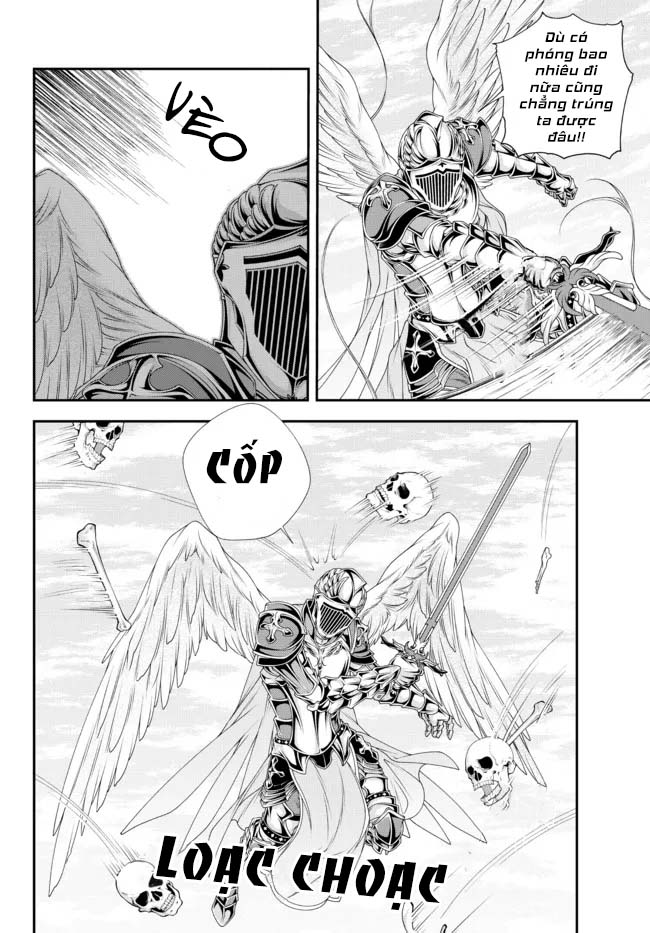 Dù có
phóng bao
nhiêu đi
nữa cũng
chẳng trúng
ta được
đâu!!
VÈO
CỐP
LOẠC CHOẠC